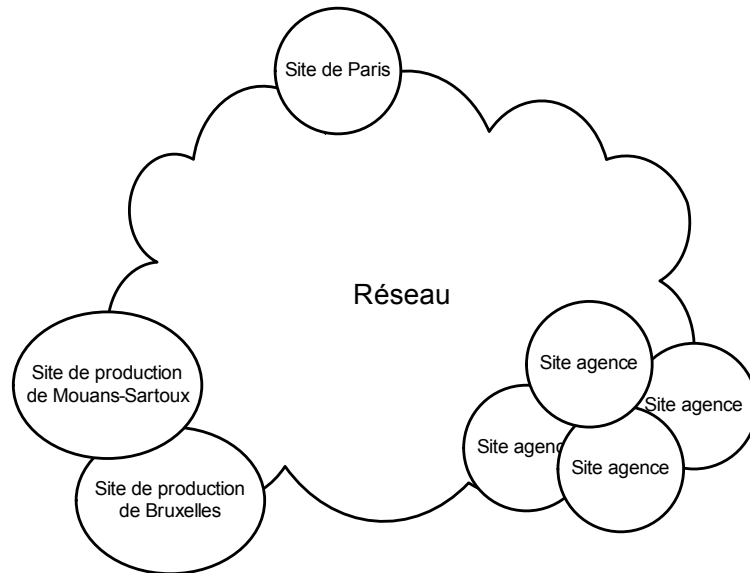 Site de Paris
Réseau
Site agence
Site de production
de Mouans-Sartoux
Site agence
Site agenc
Site agence
Site de production
de Bruxelles